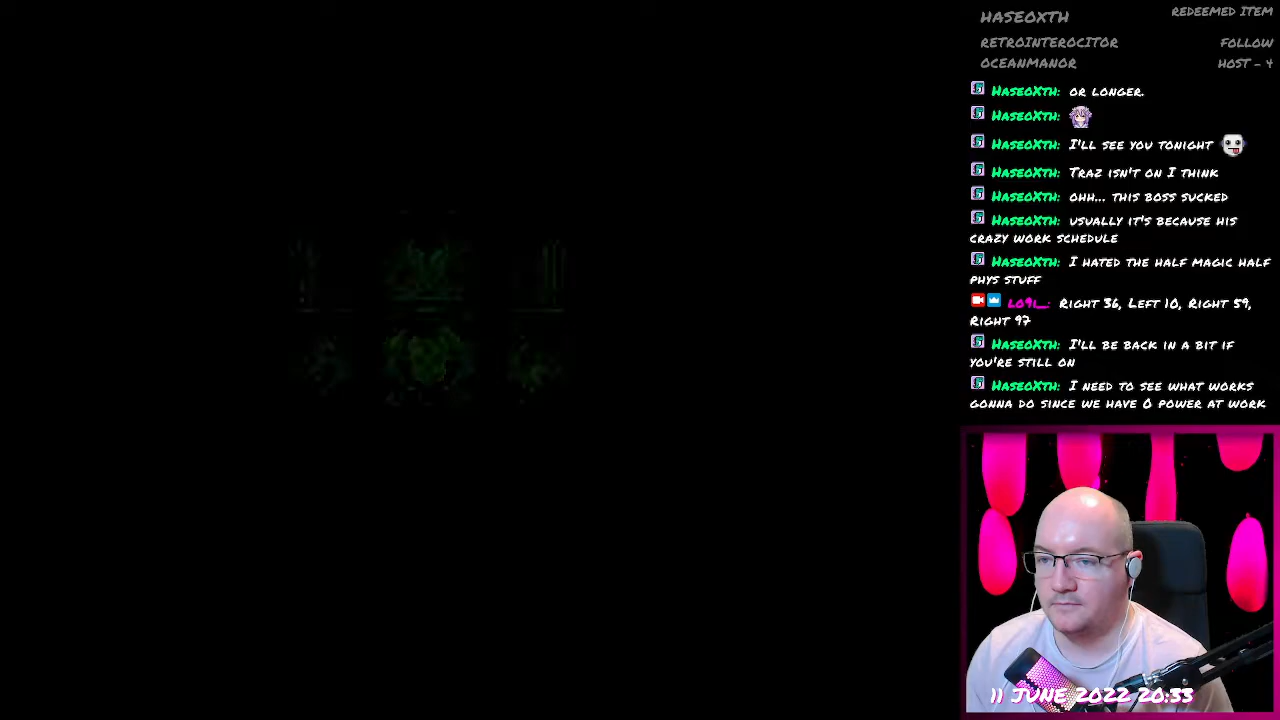 HASEOXTH REDEEMED ITEM
RETROINTEROCITOR FOLLOW
OCEANMANOR HOST - 4
HASEOXTH: OR LONGER.
HASEOXTH:
HASEOXTH: I'LL SEE YOU TONIGHT
HASEOXTH: TRAZ ISN'T ON I THINK
HASEOXTH: OHH... THIS BOSS SUCKED
HASEOXTH: USUALLY IT'S BECAUSE HIS
CRAZY WORK SCHEDULE
HASEOXTH: I HATED THE HALF MAGIC HALF
PHYS STUFF
LO9I_: RIGHT 36, LEFT 10, RIGHT 59,
RIGHT 97
HASEOXTH: I'LL BE BACK IN A BIT IF
YOU'RE STILL ON
HASEOXTH: I NEED TO SEE WHAT WORKS
GONNA DO SINCE WE HAVE 0 POWER AT WORK
11 JUNE 2022 20:33